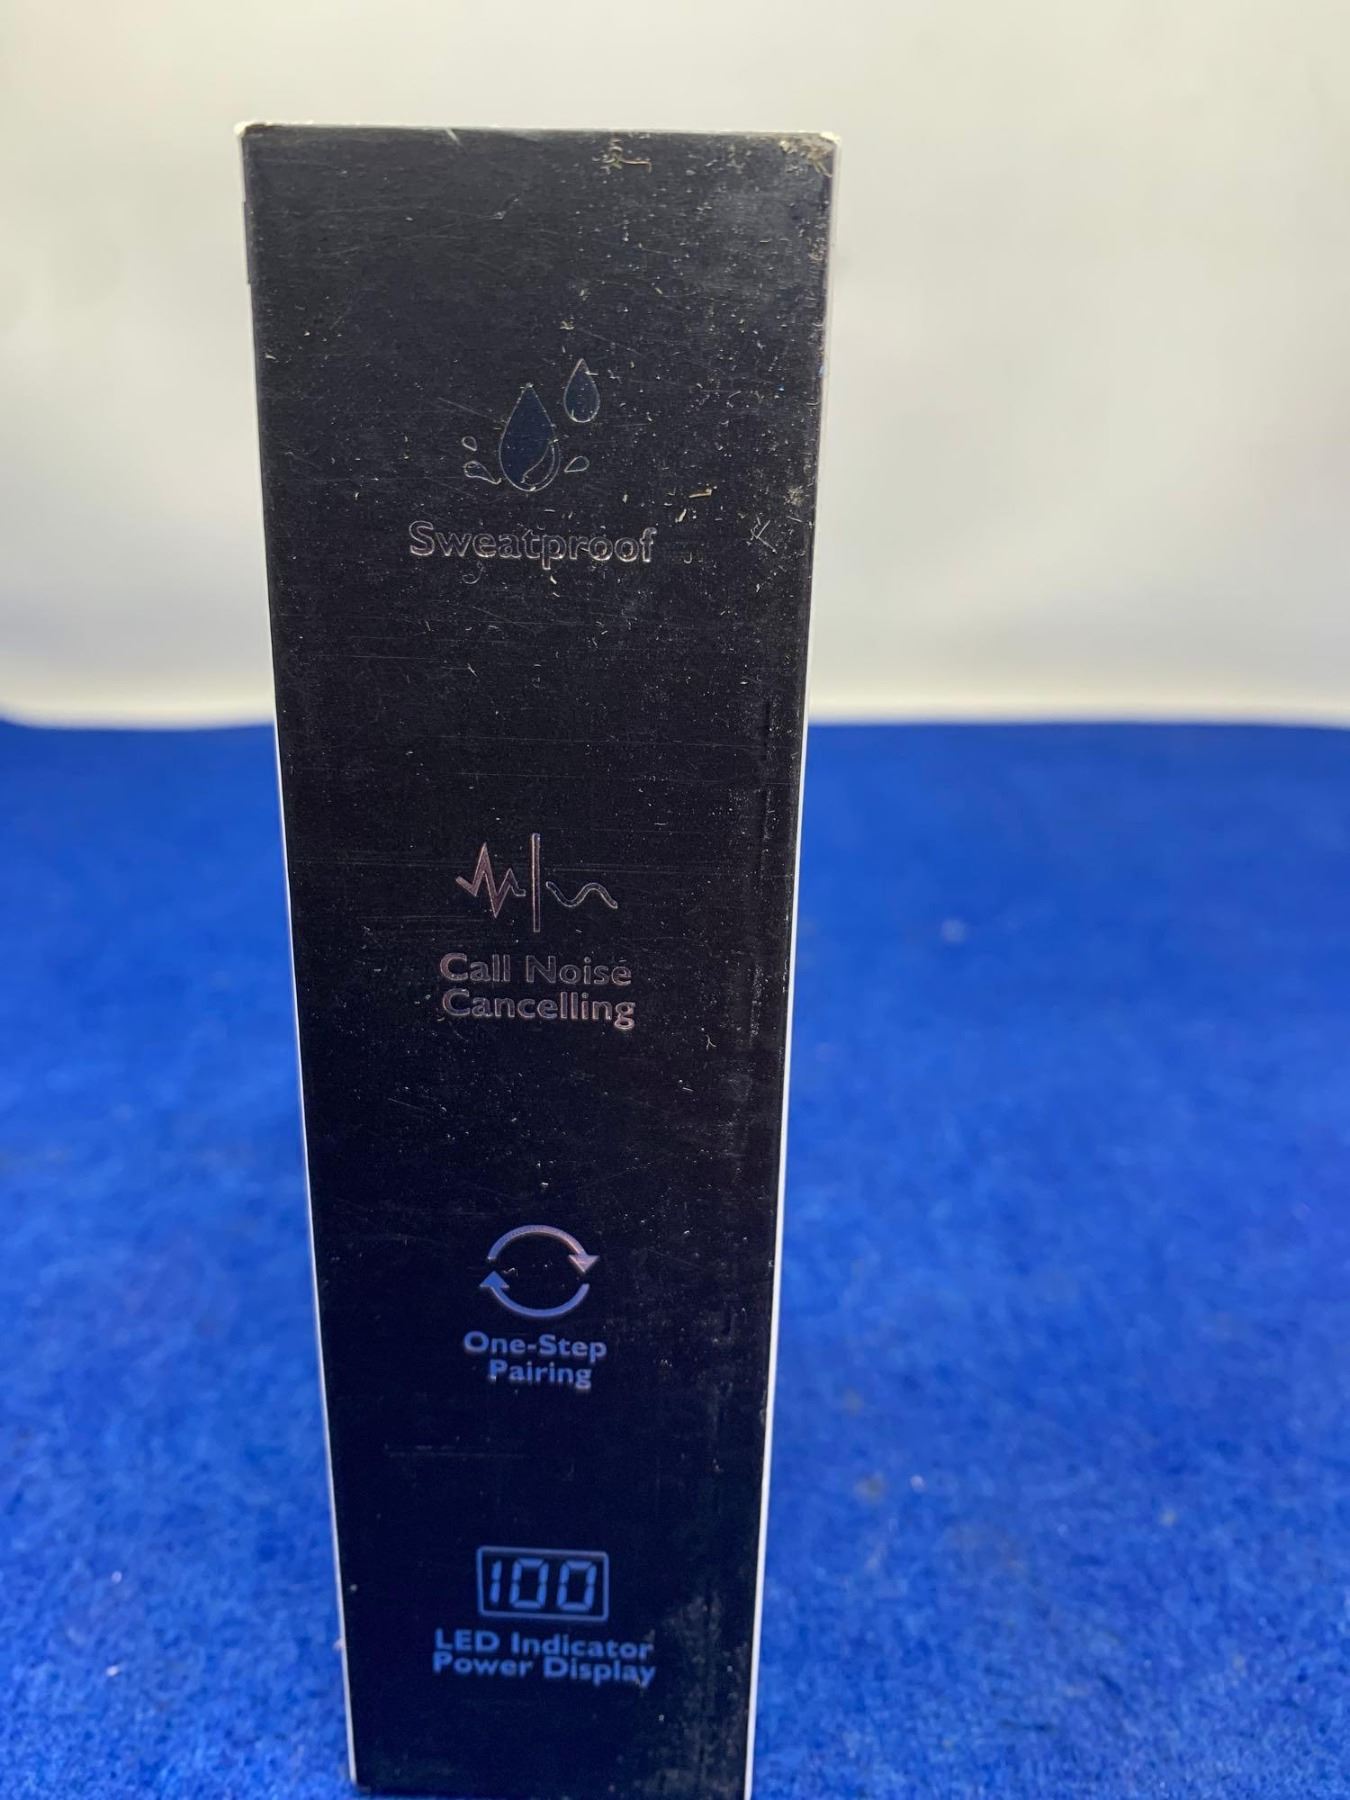 Sweatproof
Call Noise
Cancelling
One-Step
Pairing
100
LED Indicator
Power Display